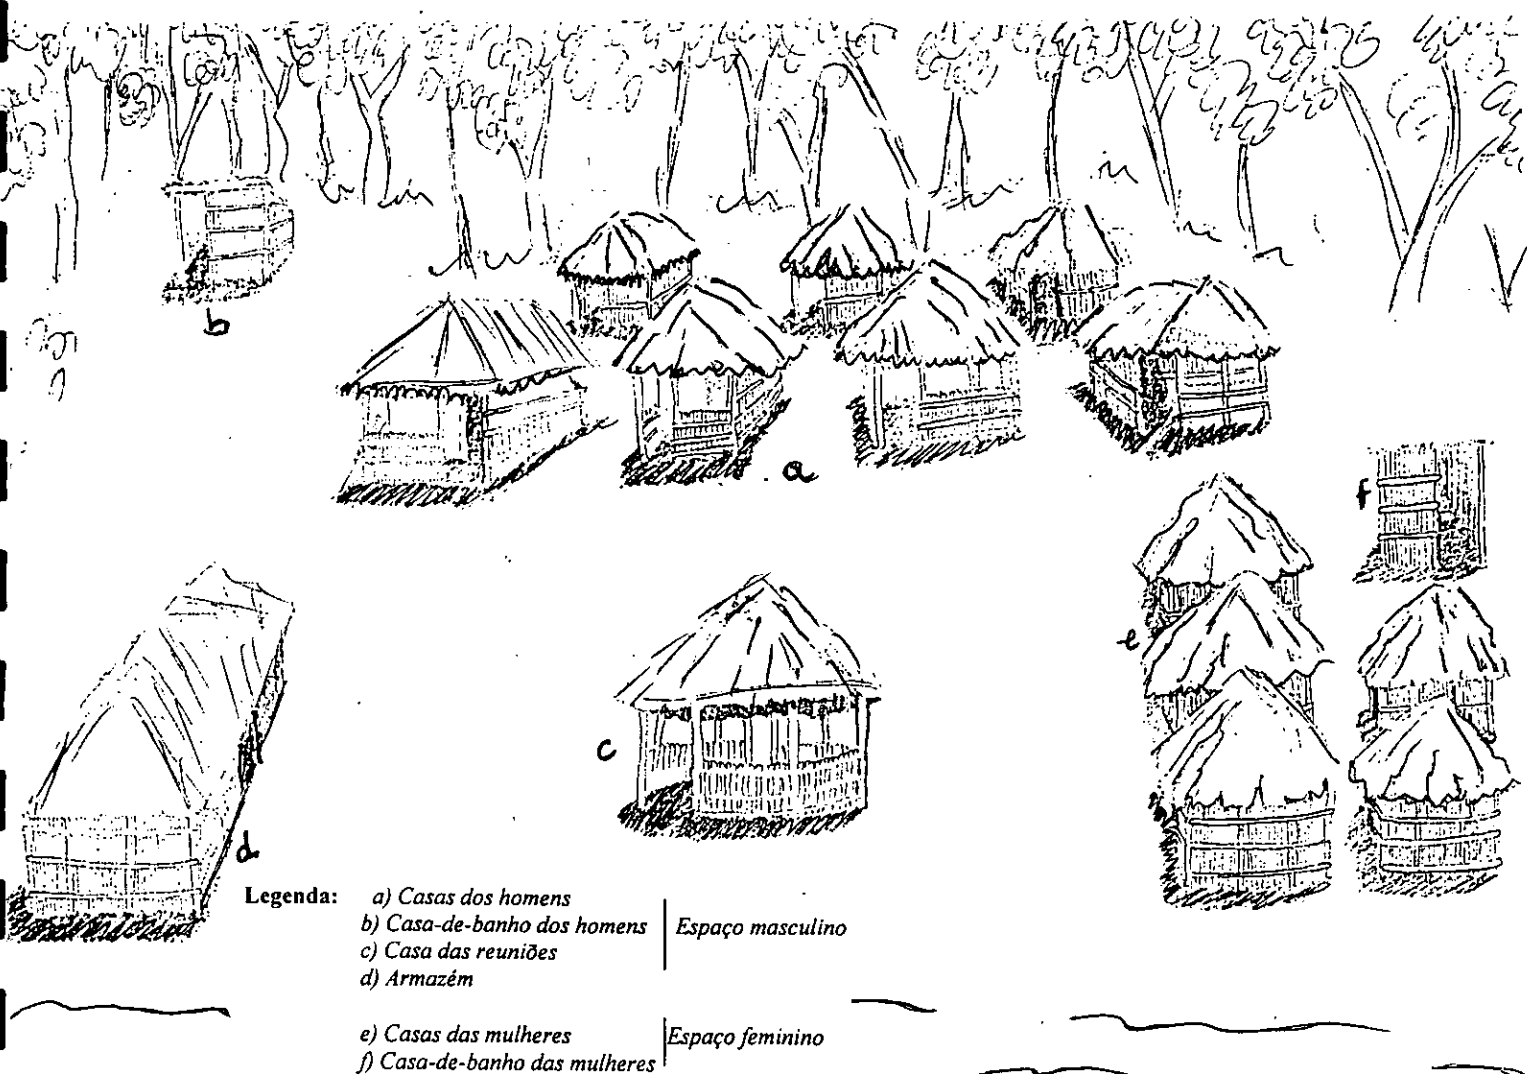 b
a
f
e
c
d
Legenda: a) Casas dos homens
b) Casa-de-banho dos homens
c) Casa das reuniões
d) Armazém
Espaço masculino
e) Casas das mulheres
f) Casa-de-banho das mulheres
Espaço feminino